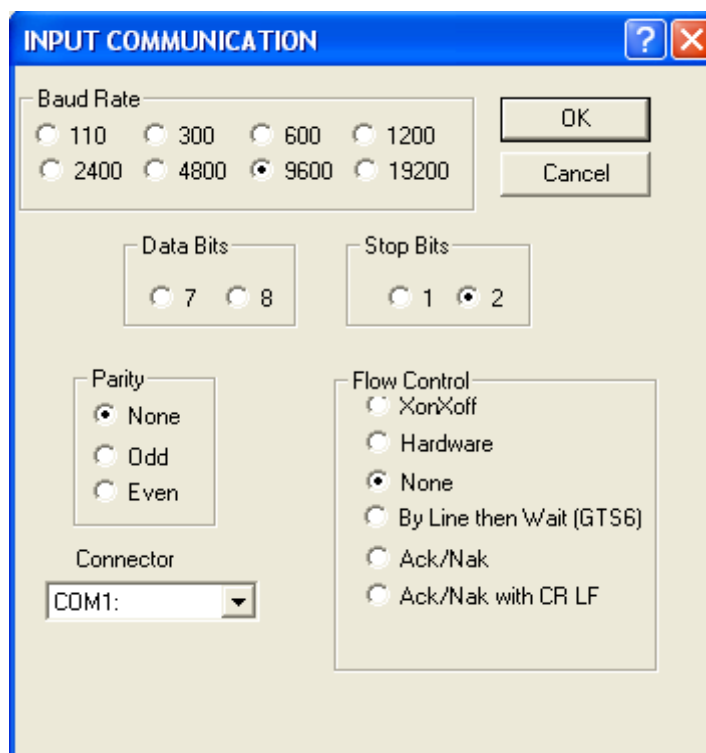 INPUT COMMUNICATION
Baud Rate
110 300 600 1200
2400 4800 9600 19200
OK
Cancel
Data Bits
7 8
Stop Bits
1 2
Parity
None
Odd
Even
Flow Control
XonXoff
Hardware
None
By Line then Wait (GTS6)
Ack/Nak
Ack/Nak with CR LF
Connector
COM1: